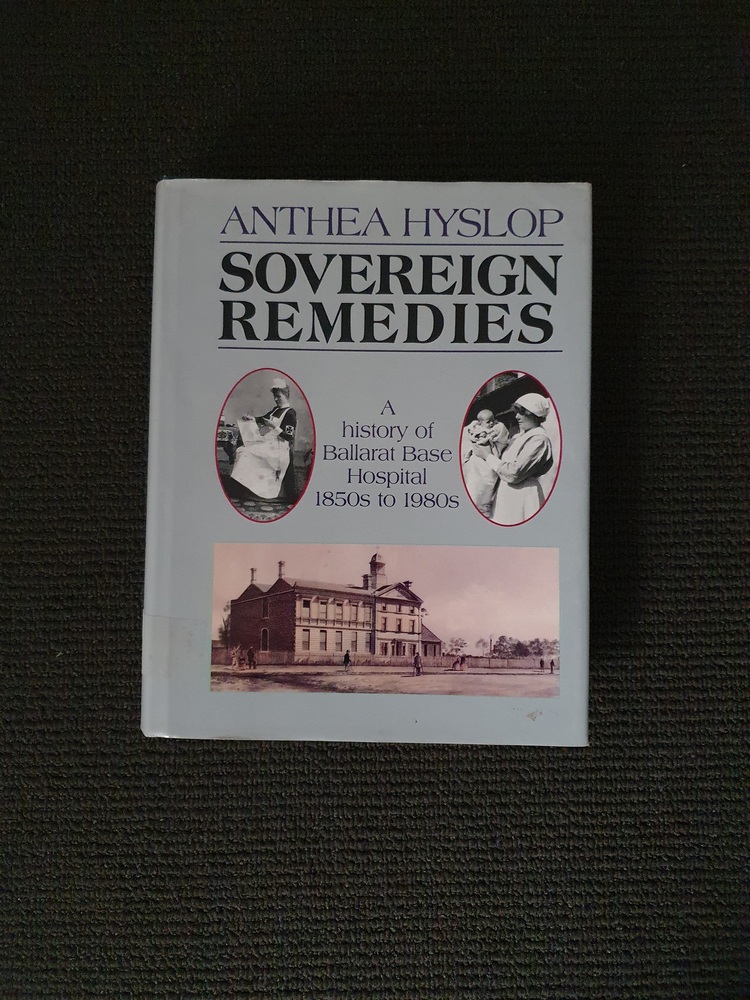 ANTHEA HYSLOP
SOVEREIGN
REMEDIES
A
history of
Ballarat Base
Hospital
1850s to 1980s